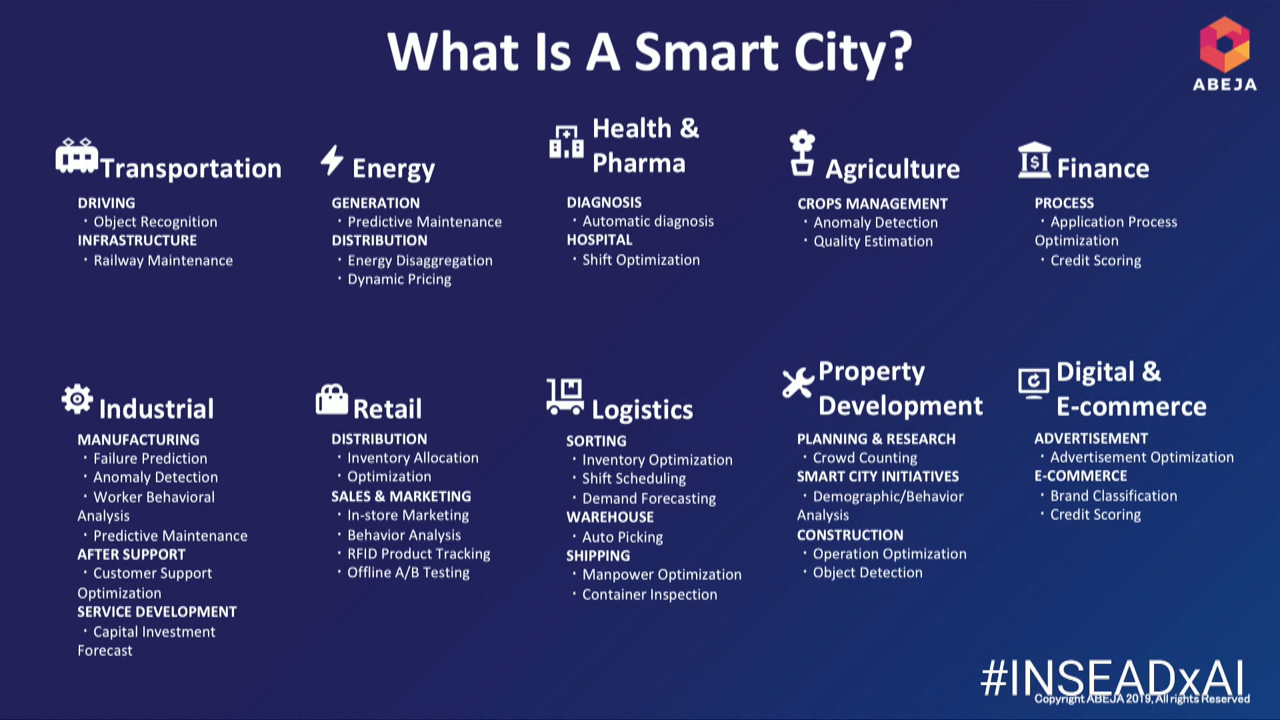 What Is A Smart City?
ABEJA
Transportation
DRIVING
・Object Recognition
INFRASTRUCTURE
・Railway Maintenance
Energy
GENERATION
・Predictive Maintenance
DISTRIBUTION
・Energy Disaggregation
・Dynamic Pricing
Health &
Pharma
DIAGNOSIS
・Automatic diagnosis
HOSPITAL
・Shift Optimization
Agriculture
CROPS MANAGEMENT
・Anomaly Detection
・Quality Estimation
Finance
PROCESS
・Application Process
Optimization
・Credit Scoring
Industrial
MANUFACTURING
・Failure Prediction
・Anomaly Detection
・Worker Behavioral
Analysis
・Predictive Maintenance
AFTER SUPPORT
・Customer Support
Optimization
SERVICE DEVELOPMENT
・Capital Investment
Forecast
Retail
DISTRIBUTION
・Inventory Allocation
・Optimization
SALES & MARKETING
・In-store Marketing
・Behavior Analysis
・RFID Product Tracking
・Offline A/B Testing
Logistics
SORTING
・Inventory Optimization
・Shift Scheduling
・Demand Forecasting
WAREHOUSE
・Auto Picking
SHIPPING
・Manpower Optimization
・Container Inspection
Property
Development
PLANNING & RESEARCH
・Crowd Counting
SMART CITY INITIATIVES
・Demographic/Behavior
Analysis
CONSTRUCTION
・Operation Optimization
・Object Detection
Digital &
E-commerce
ADVERTISEMENT
・Advertisement Optimization
E-COMMERCE
・Brand Classification
・Credit Scoring
#INSEADxAI
Copyright ABEJA 2019, All rights Reserved